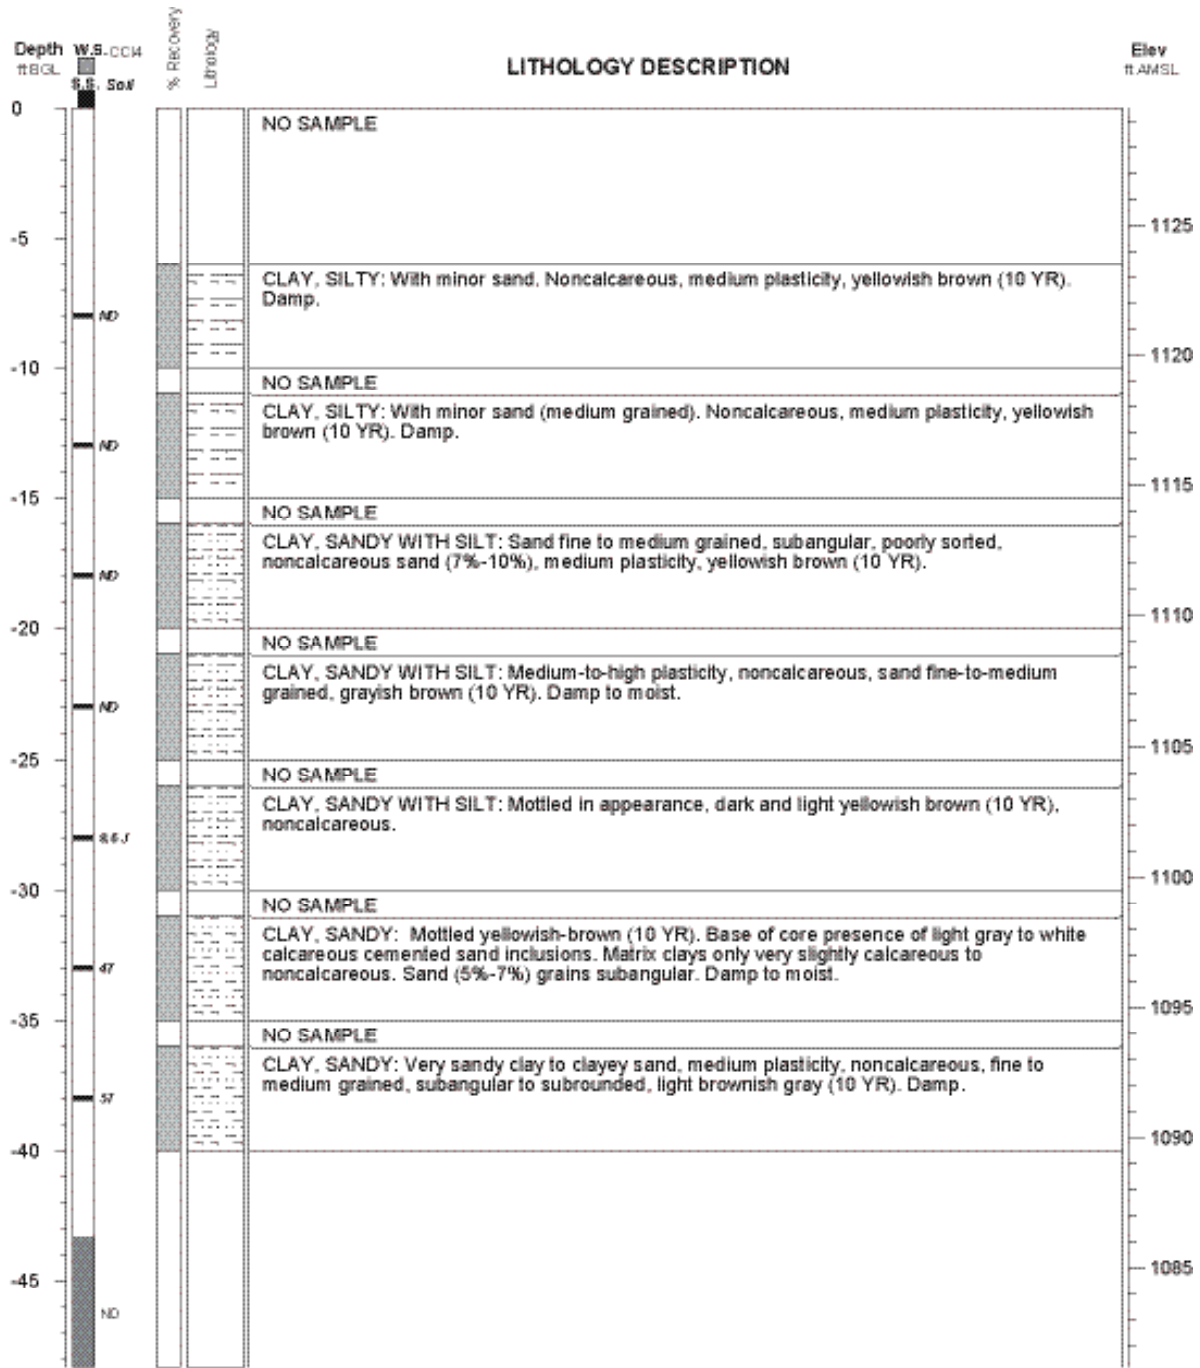 Depth W.S. CCl4 % Recovery Lithology LITHOLOGY DESCRIPTION Elev
ft BGL ft AMSL
S.S. Soil
0 NO SAMPLE
-5 1125
CLAY, SILTY: With minor sand. Noncalcareous, medium plasticity, yellowish brown (10 YR).
Damp.
ND
-10 1120
NO SAMPLE
CLAY, SILTY: With minor sand (medium grained). Noncalcareous, medium plasticity, yellowish
brown (10 YR). Damp.
ND
-15 1115
NO SAMPLE
CLAY, SANDY WITH SILT: Sand fine to medium grained, subangular, poorly sorted,
noncalcareous sand (7%-10%), medium plasticity, yellowish brown (10 YR).
ND
-20 1110
NO SAMPLE
CLAY, SANDY WITH SILT: Medium-to-high plasticity, noncalcareous, sand fine-to-medium
grained, grayish brown (10 YR). Damp to moist.
ND
-25 1105
NO SAMPLE
CLAY, SANDY WITH SILT: Mottled in appearance, dark and light yellowish brown (10 YR),
noncalcareous.
-30 1100
NO SAMPLE
CLAY, SANDY: Mottled yellowish-brown (10 YR). Base of core presence of light gray to white
calcareous cemented sand inclusions. Matrix clays only very slightly calcareous to
noncalcareous. Sand (5%-7%) grains subangular. Damp to moist.
47
-35 1095
NO SAMPLE
CLAY, SANDY: Very sandy clay to clayey sand, medium plasticity, noncalcareous, fine to
medium grained, subangular to subrounded, light brownish gray (10 YR). Damp.
57
-40 1090
-45 1085
ND